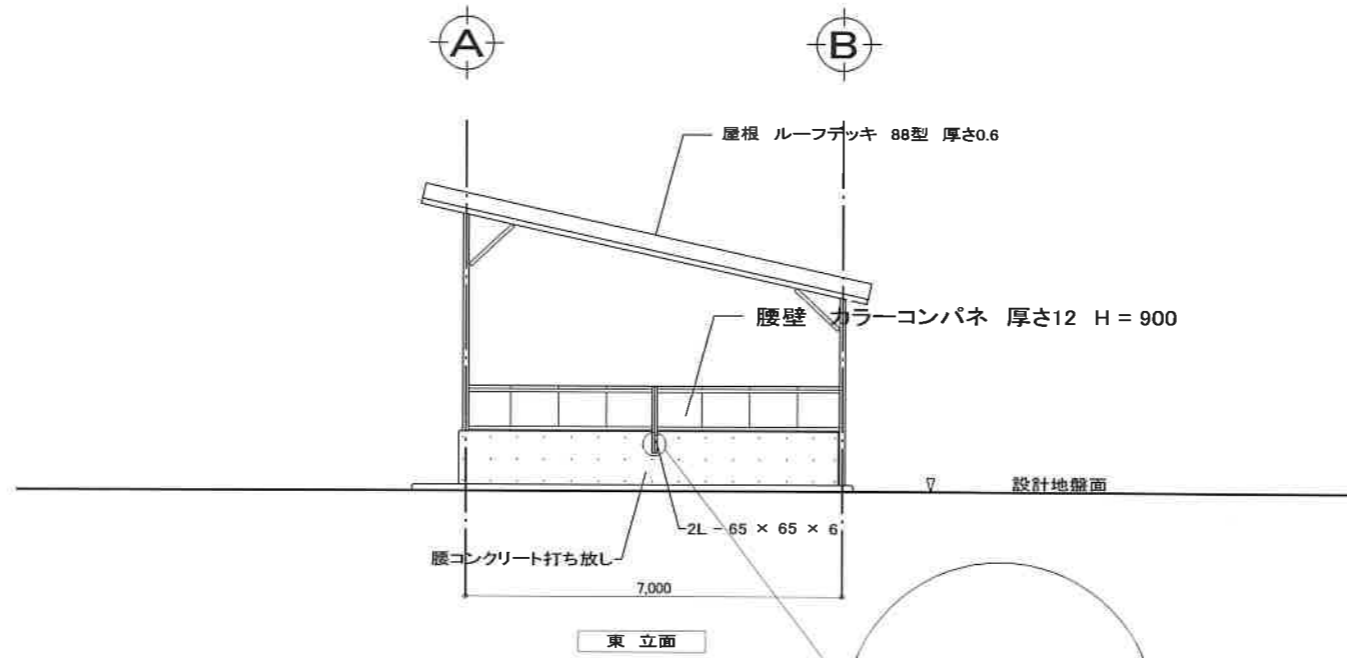 A
B
屋根 ルーフデッキ 88型 厚さ0.6
腰壁 カラーコンパネ 厚さ12 H = 900
設計地盤面
2L - 65 × 65 × 6
腰コンクリート打ち放し
7,000
東 立面